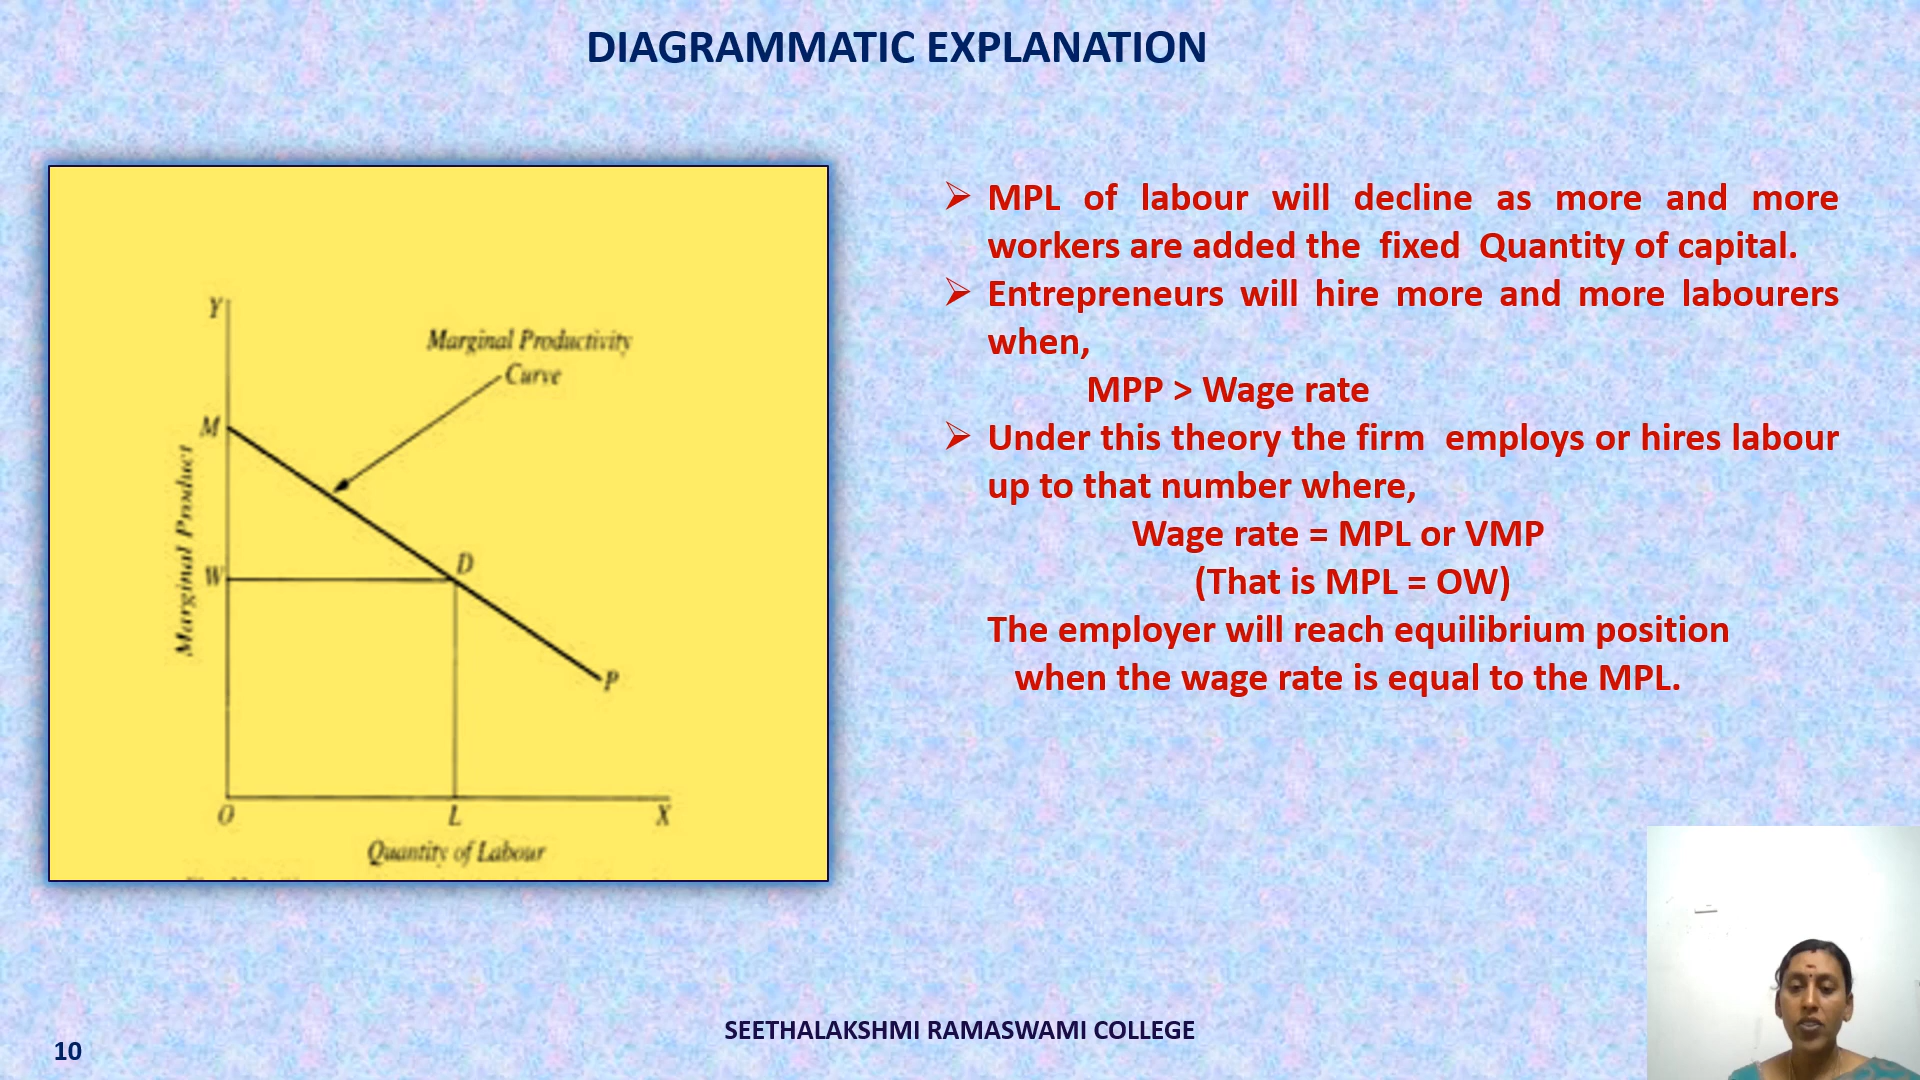 DIAGRAMMATIC EXPLANATION
Y
Marginal Productivity
Curve
M
Marginal Product
W
D
P
O
L
X
Quantity of Labour
➢ MPL of labour will decline as more and more
workers are added the fixed Quantity of capital.
➢ Entrepreneurs will hire more and more labourers
when,
MPP > Wage rate
➢ Under this theory the firm employs or hires labour
up to that number where,
Wage rate = MPL or VMP
(That is MPL = OW)
The employer will reach equilibrium position
when the wage rate is equal to the MPL.
SEETHALAKSHMI RAMASWAMI COLLEGE
10